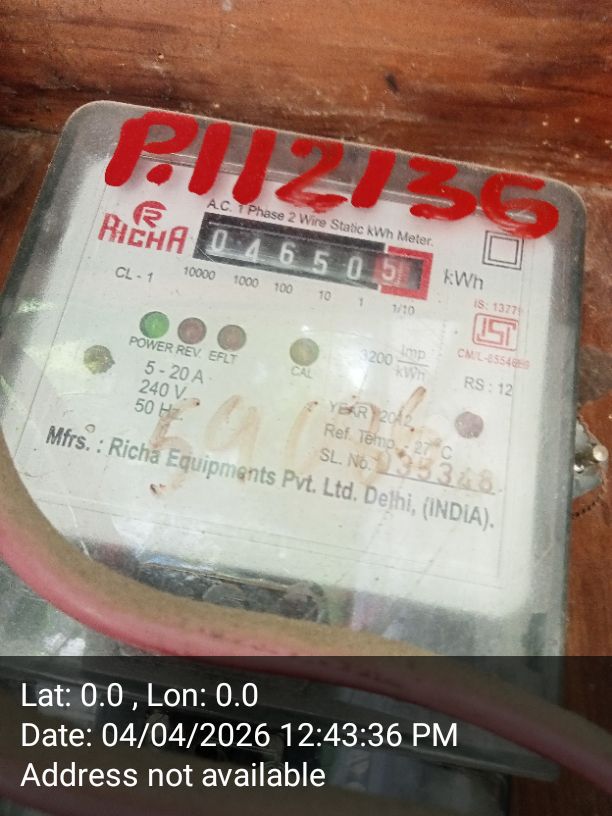 P.112136
RICHA
A.C. 1 Phase 2 Wire Static kWh Meter.
0 4 6 5 0 5
kWh
CL - 1
10000 1000 100 10 1 1/10
IS: 13779
ISI
POWER REV. EFLT
CAL
3200 Imp/kWh
RS : 12
5 - 20 A
240 V
50 Hz
YEAR 2012
Ref. Temp. 27°C
SL. No.
Mfrs. : Richa Equipments Pvt. Ltd. Delhi, (INDIA).
Lat: 0.0 , Lon: 0.0
Date: 04/04/2026 12:43:36 PM
Address not available